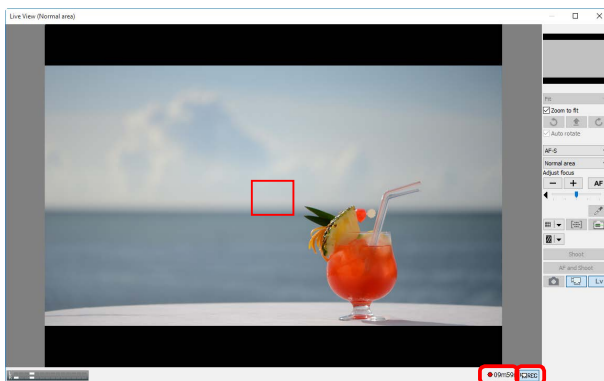 Live View (Normal area)
Fit
Zoom to fit
Auto rotate
AF-S
Normal area
Adjust focus
AF
Shoot
AF and Shoot
Lv
09m59
REC